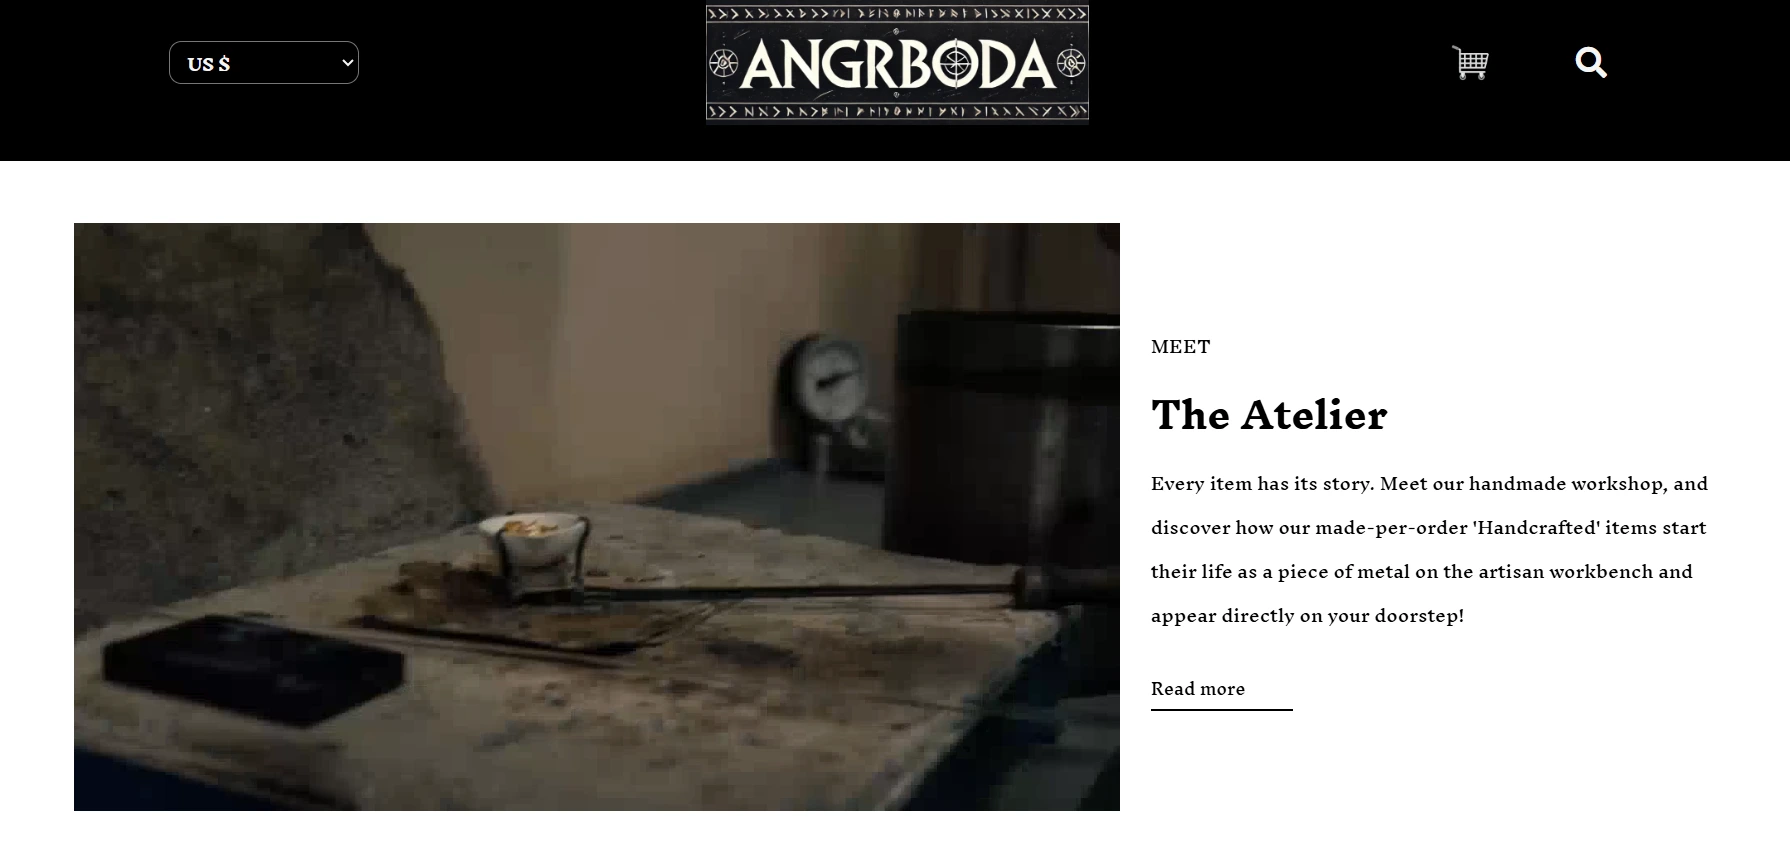 US $
ANGRBODA
MEET
The Atelier
Every item has its story. Meet our handmade workshop, and
discover how our made-per-order 'Handcrafted' items start
their life as a piece of metal on the artisan workbench and
appear directly on your doorstep!
Read more